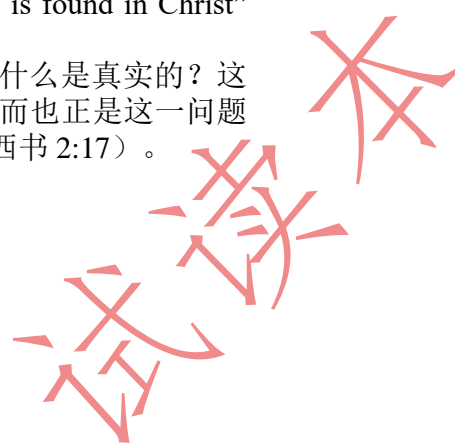 is found in Christ”
什么是真实的？这
而也正是这一问题
西书 2:17）。
试读本